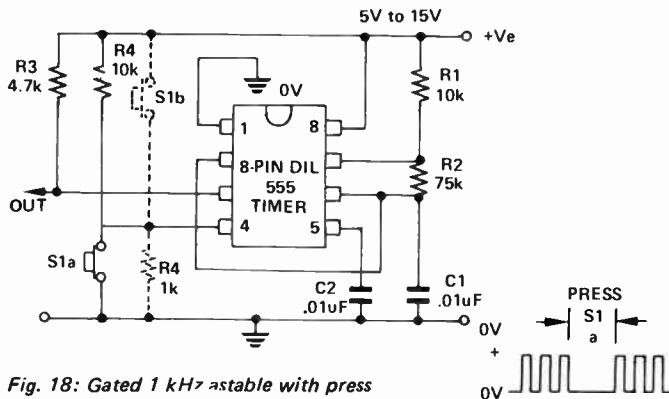 5V to 15V
+Ve
R3
4.7k
R4
10k
S1b
0V
R1
10k
1
8
8-PIN DIL
555
TIMER
R2
75k
OUT
4
5
S1a
R4
1k
C2
.01uF
C1
.01uF
0V
PRESS
S1
a
+
0V
Fig. 18: Gated 1 kHz astable with press